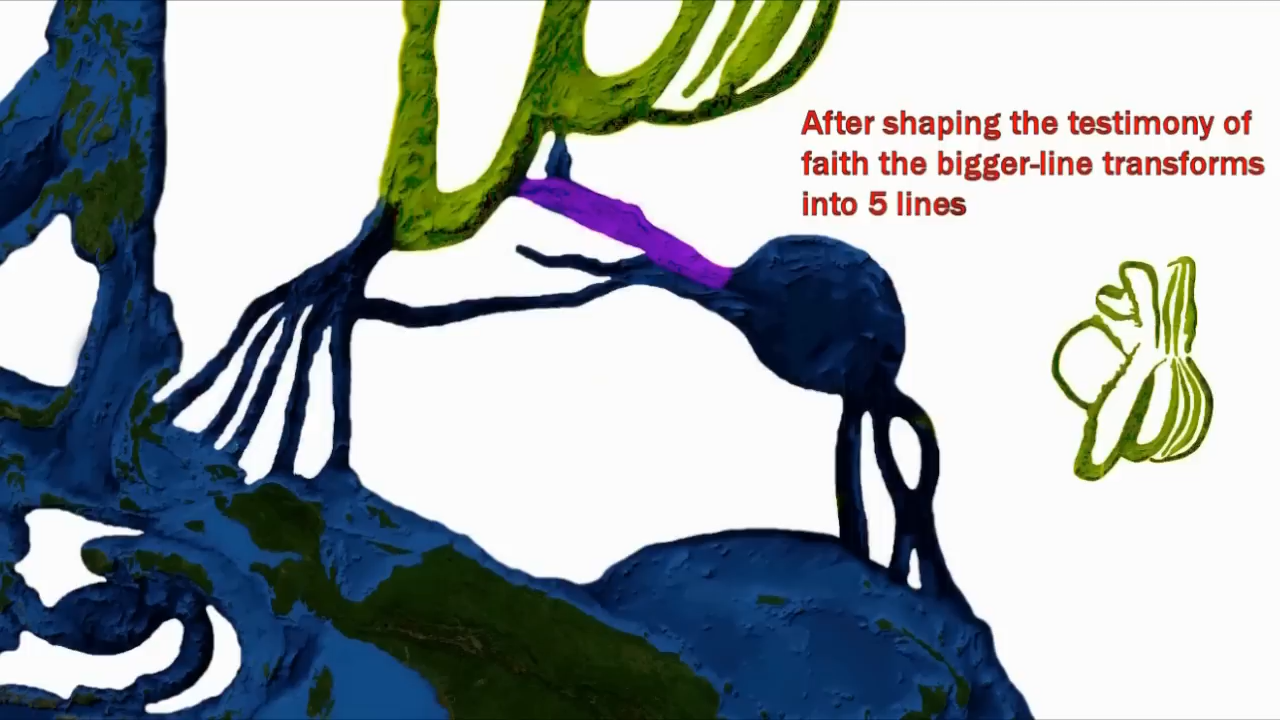 After shaping the testimony of
faith the bigger-line transforms
into 5 lines